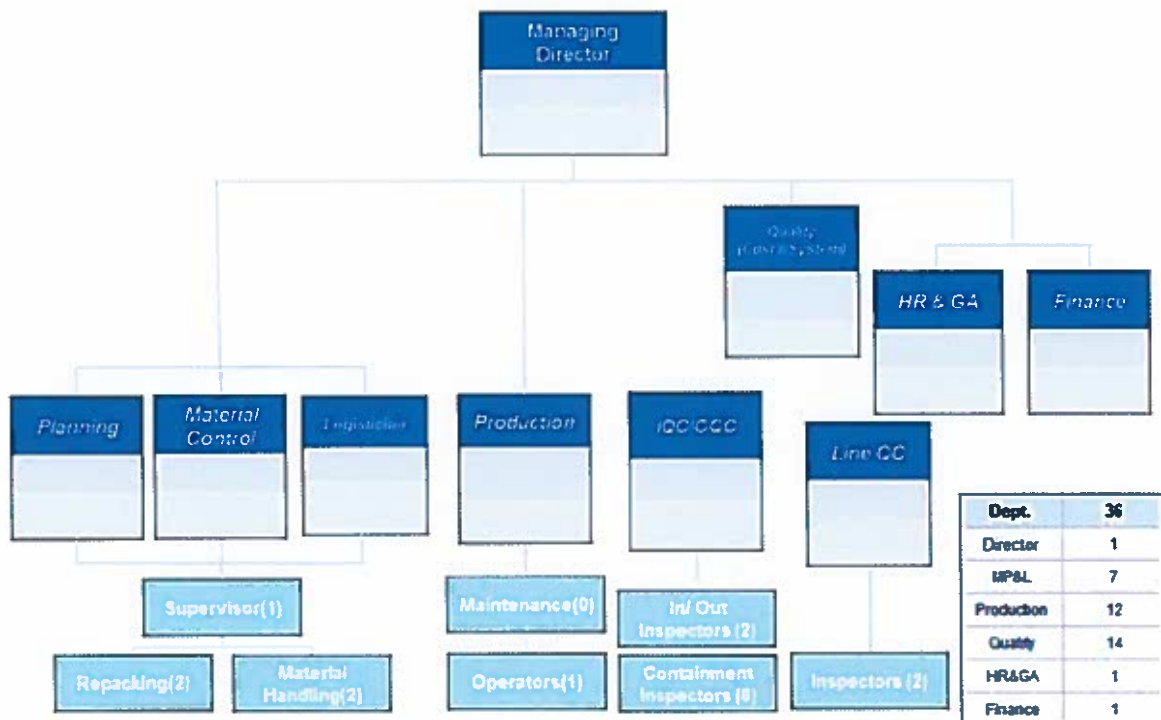 Managing
Director
Quality
HR & GA
Finance
Planning
Material
Control
Production
IQC CQC
Line QC
Supervisor(1)
Repacking(2)
Material
Handling(2)
Maintenance(0)
Operators(1)
In/ Out
Inspectors (2)
Containment
Inspectors (8)
Inspectors (2)
Dept. 36
Director 1
MP&L 7
Production 12
Quality 14
HR&GA 1
Finance 1